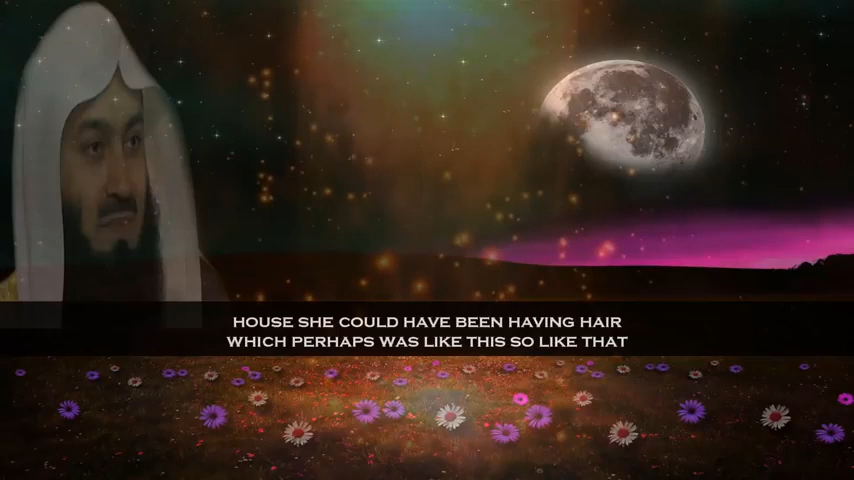 HOUSE SHE COULD HAVE BEEN HAVING HAIR
WHICH PERHAPS WAS LIKE THIS SO LIKE THAT